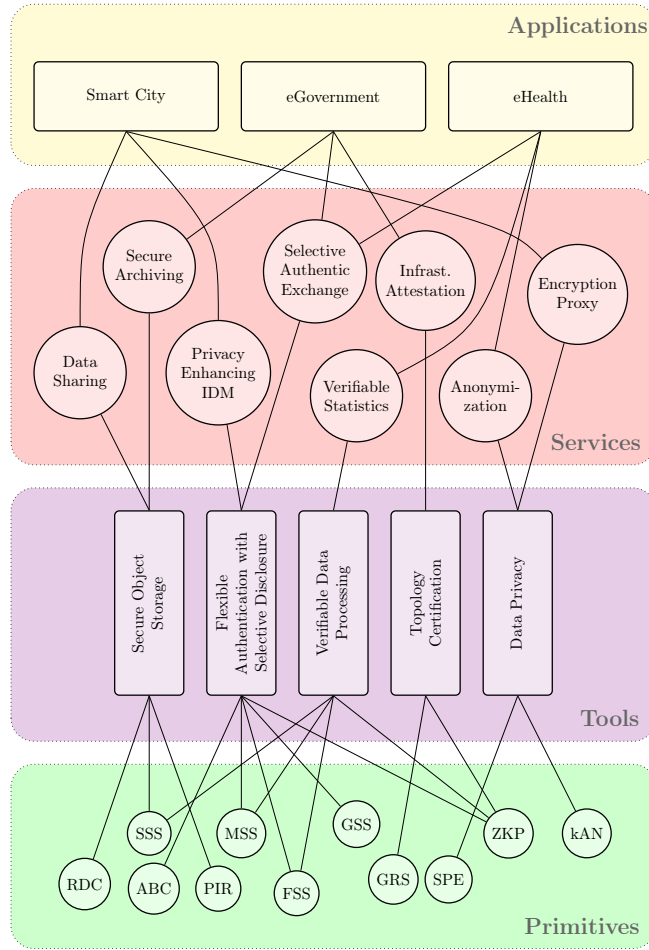 Applications
Smart City
eGovernment
eHealth
Secure
Archiving
Selective
Authentic
Exchange
Infrast.
Attestation
Encryption
Proxy
Data
Sharing
Privacy
Enhancing
IDM
Verifiable
Statistics
Anonymi-
zation
Services
Secure Object
Storage
Flexible
Authentication with
Selective Disclosure
Verifiable Data
Processing
Topology
Certification
Data Privacy
Tools
SSS
MSS
GSS
ZKP
kAN
RDC
ABC
PIR
FSS
GRS
SPE
Primitives